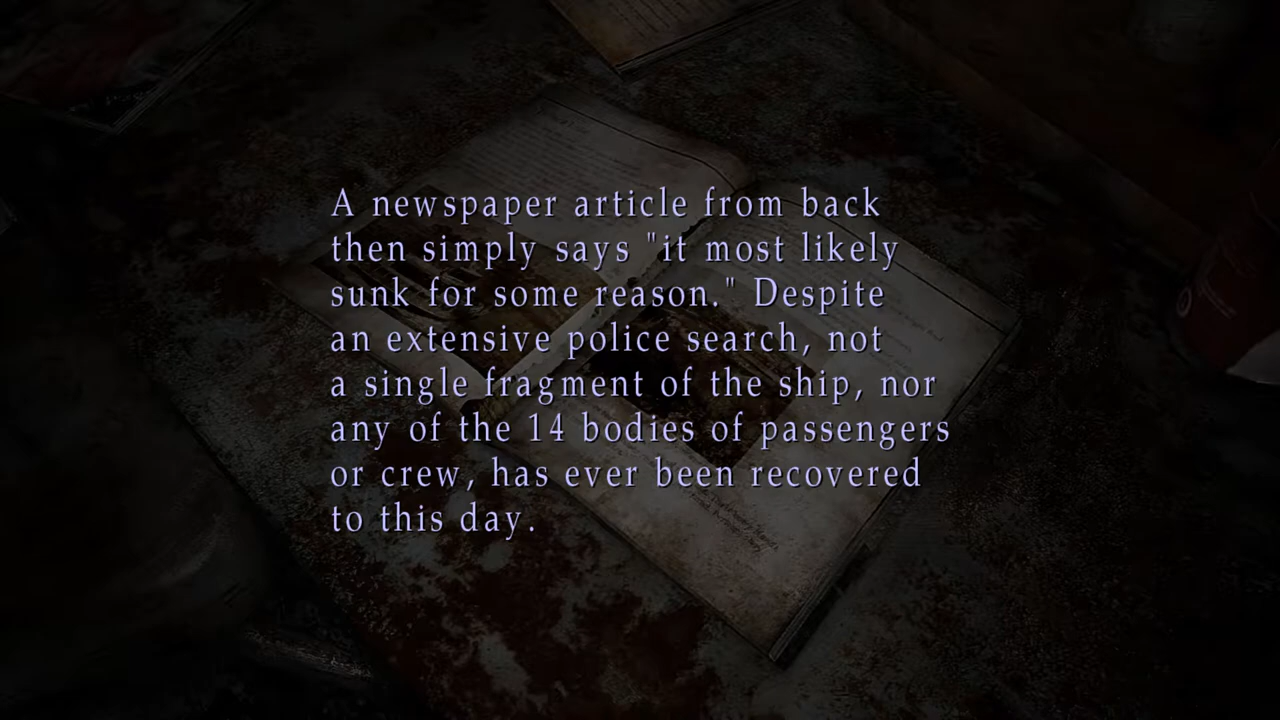 A newspaper article from back
then simply says "it most likely
sunk for some reason." Despite
an extensive police search, not
a single fragment of the ship, nor
any of the 14 bodies of passengers
or crew, has ever been recovered
to this day.